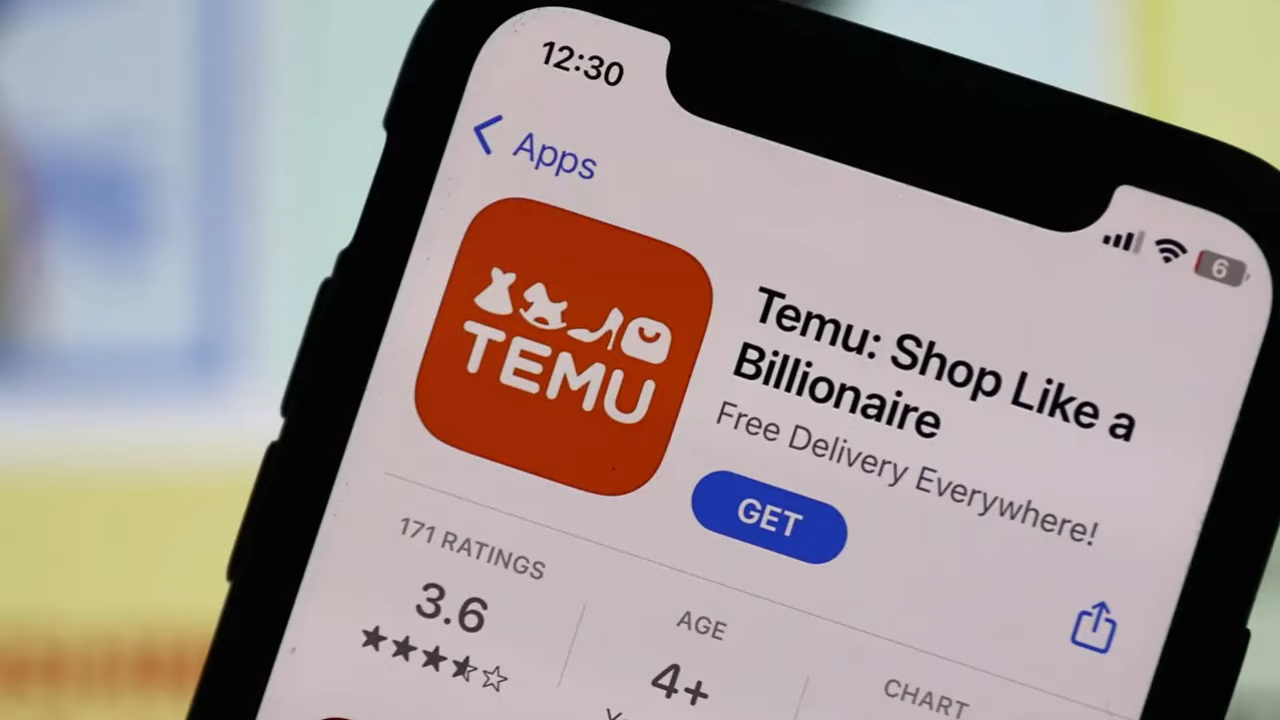 12:30
Apps
6
TEMU
Temu: Shop Like a
Billionaire
Free Delivery Everywhere!
GET
171 RATINGS
3.6
AGE
4+
CHART